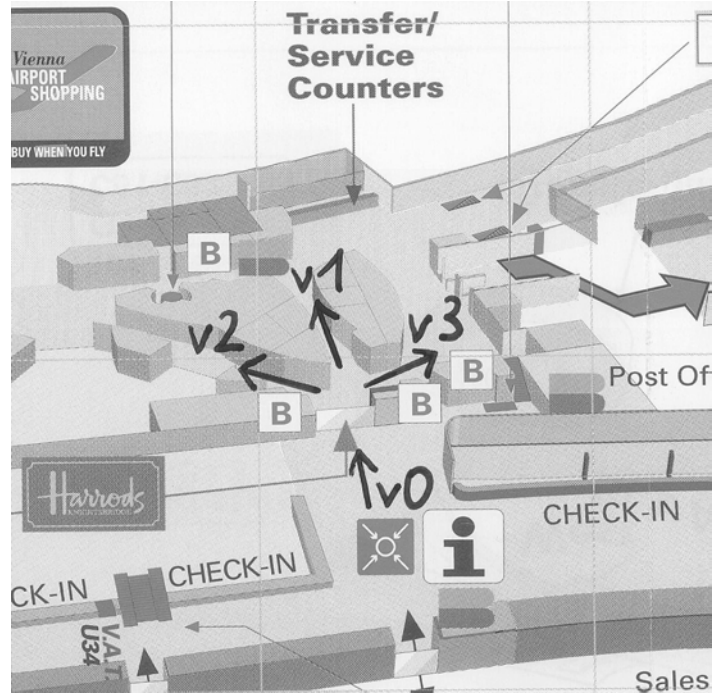 Transfer/
Service
Counters
Vienna
AIRPORT
SHOPPING
BUY WHEN YOU FLY
B
v1
v2
v3
B
B
B
Post Of
Harrods
KNIGHTSBRIDGE
v0
i
CHECK-IN
CHECK-IN
CK-IN
V.A.T.
U34
Sales